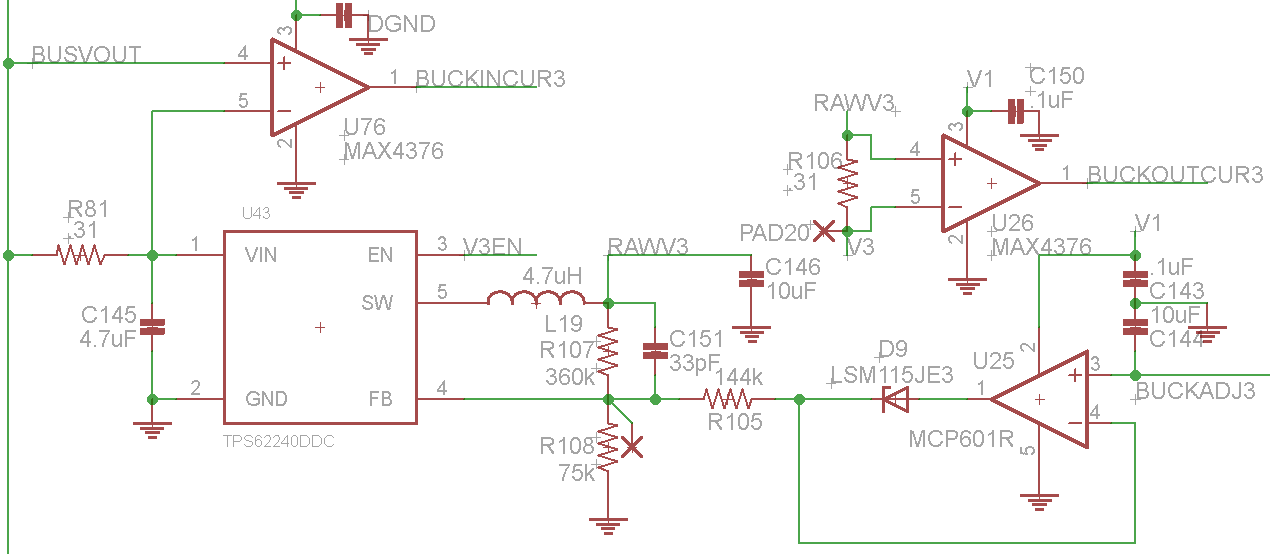 DGND
3
BUSVOUT
4
1
BUCKINCUR3
5
U76
MAX4376
2
V1
C150
.1uF
RAWV3
3
4
R106
.31
1
BUCKOUTCUR3
5
U26
MAX4376
PAD20
V3
2
R81
.31
U43
1
VIN
EN
3
V3EN
SW
5
4.7uH
L19
RAWV3
C146
10uF
C145
4.7uF
R107
360k
C151
33pF
2
GND
FB
4
TPS62240DDC
144k
R105
R108
75k
V1
.1uF
C143
10uF
C144
D9
LSM115JE3
U25
2
1
3
4
BUCKADJ3
MCP601R
5